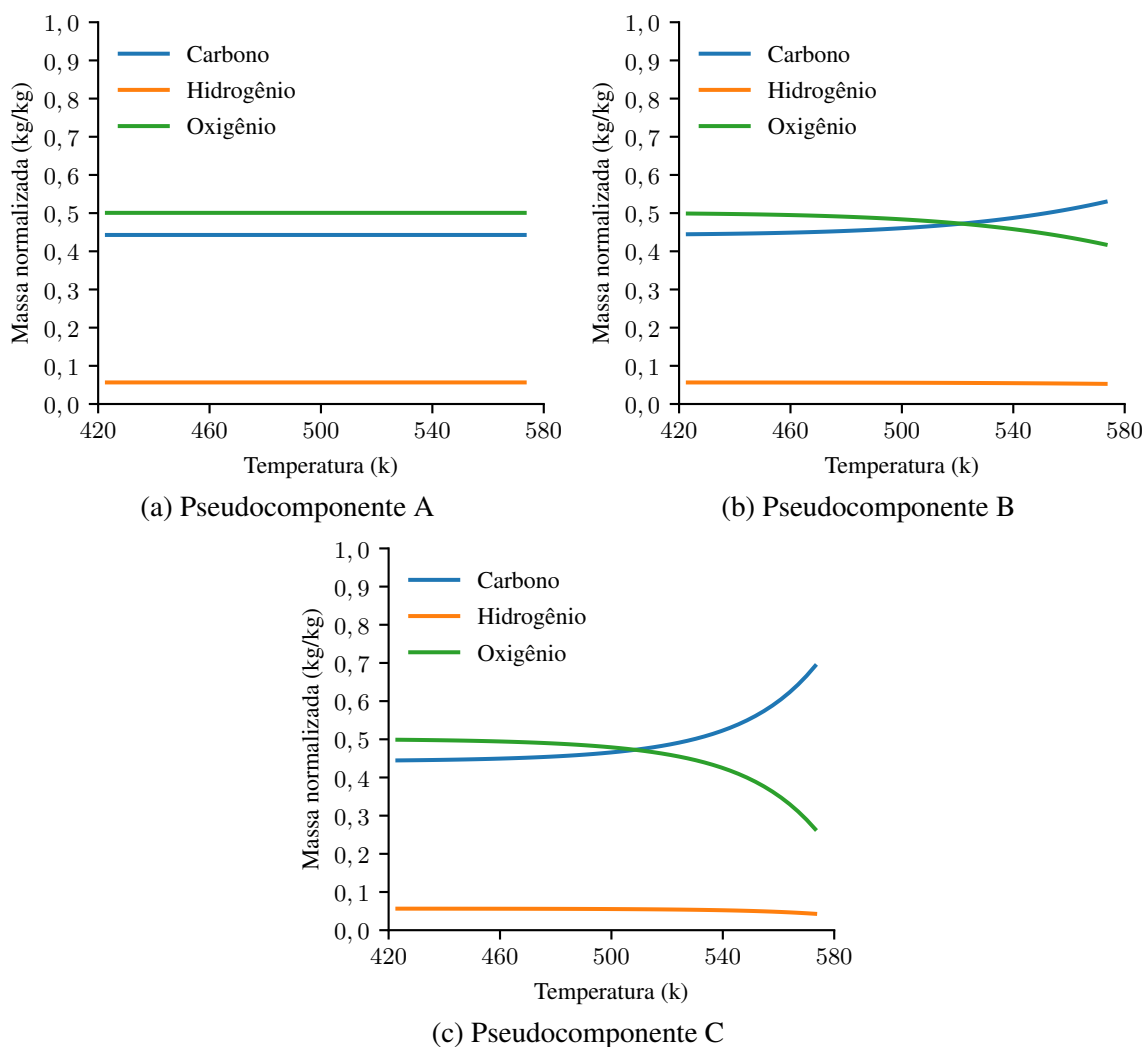 1,0
0,9
0,8
0,7
0,6
0,5
0,4
0,3
0,2
0,1
0,0
Massa normalizada (kg/kg)
Carbono
Hidrogênio
Oxigênio
420 460 500 540 580
Temperatura (k)
(a) Pseudocomponente A
1,0
0,9
0,8
0,7
0,6
0,5
0,4
0,3
0,2
0,1
0,0
Massa normalizada (kg/kg)
Carbono
Hidrogênio
Oxigênio
420 460 500 540 580
Temperatura (k)
(b) Pseudocomponente B
1,0
0,9
0,8
0,7
0,6
0,5
0,4
0,3
0,2
0,1
0,0
Massa normalizada (kg/kg)
Carbono
Hidrogênio
Oxigênio
420 460 500 540 580
Temperatura (k)
(c) Pseudocomponente C